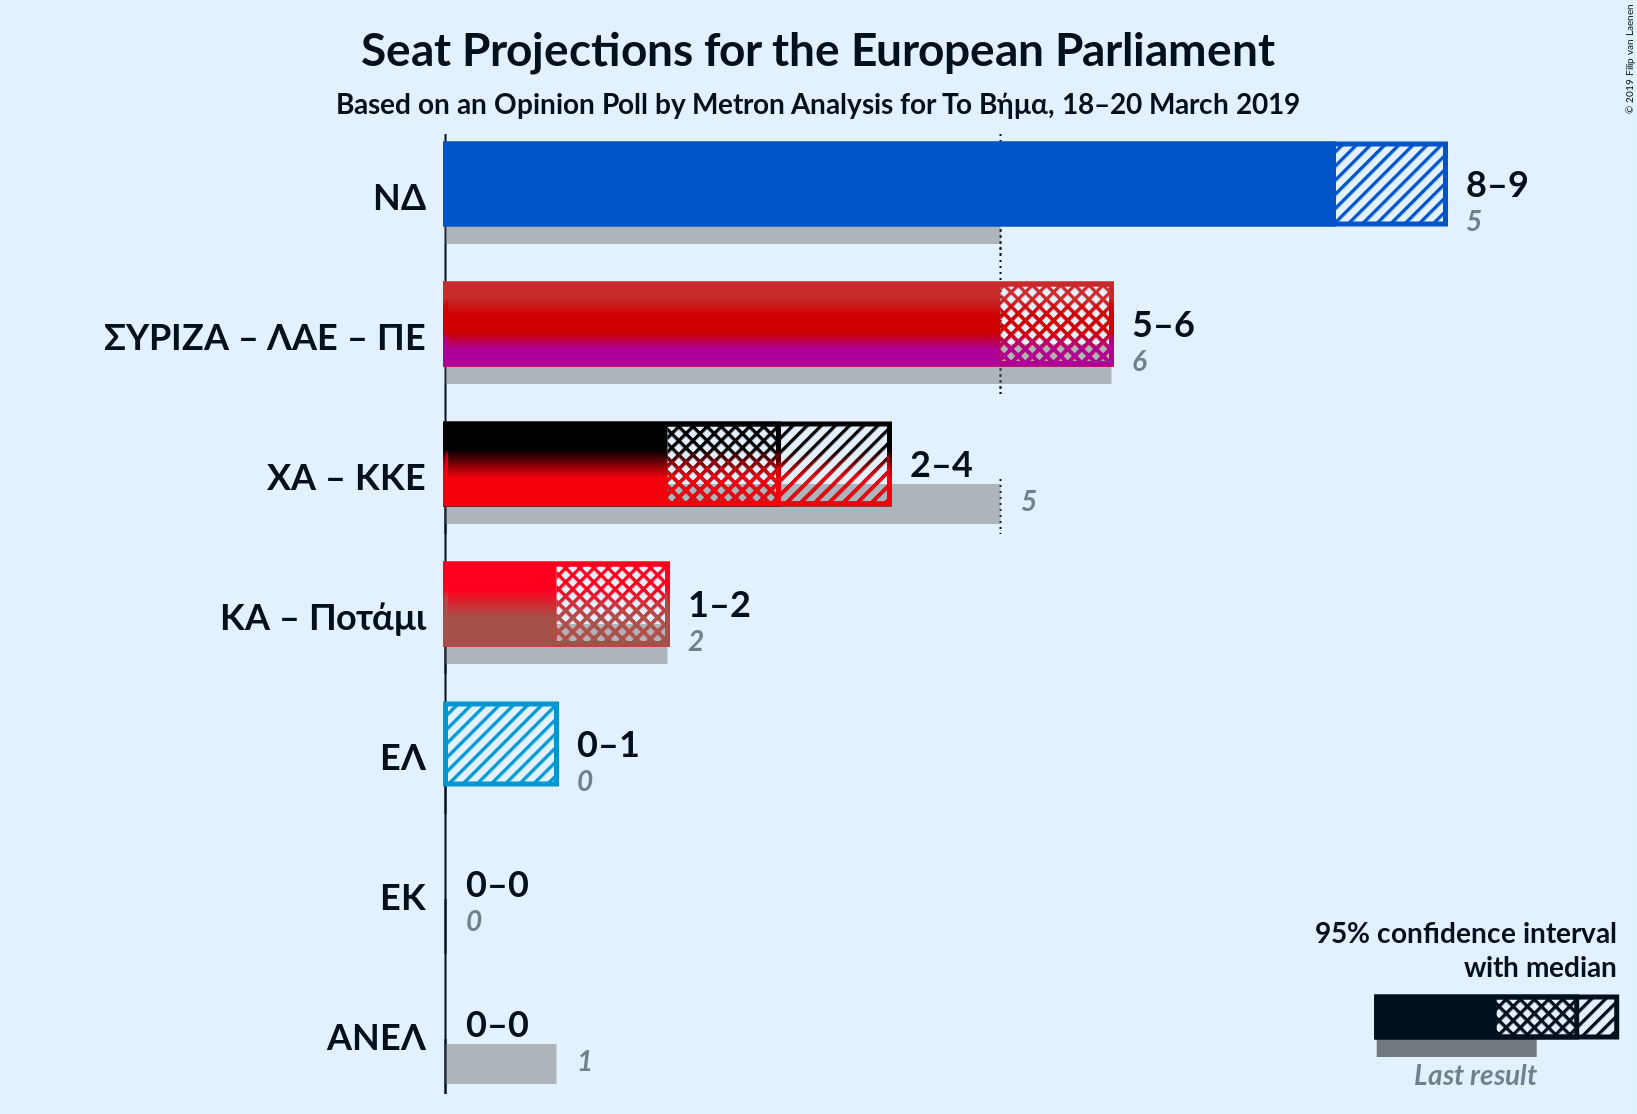 Seat Projections for the European Parliament
Based on an Opinion Poll by Metron Analysis for Το Βήμα, 18–20 March 2019
© 2019 Filip van Laenen
ΝΔ
8–9
5
ΣΥΡΙΖΑ – ΛΑΕ – ΠΕ
5–6
6
ΧΑ – ΚΚΕ
2–4
5
ΚΑ – Ποτάμι
1–2
2
ΕΛ
0–1
0
ΕΚ
0–0
0
ΑΝΕΛ
0–0
1
95% confidence interval
with median
Last result